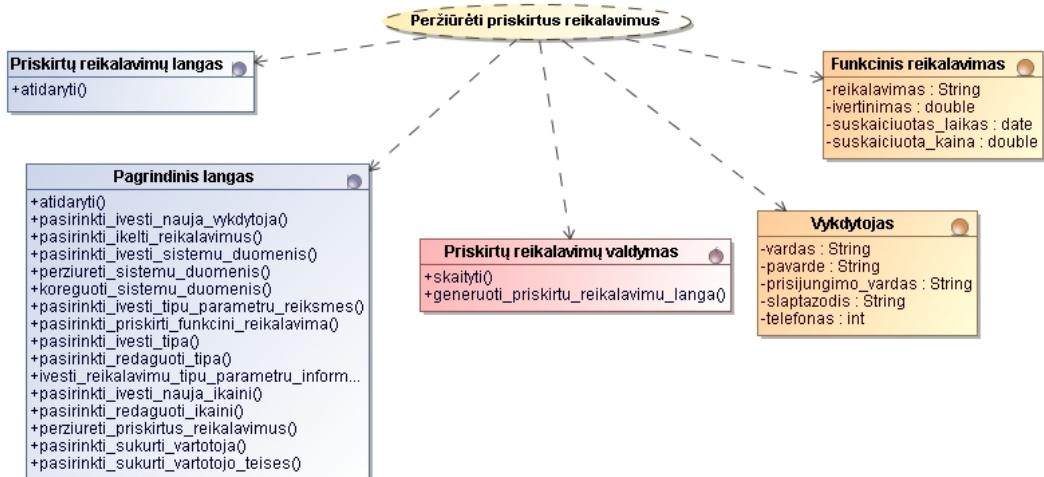 Peržiūrėti priskirtus reikalavimus
Priskirtų reikalavimų langas
+atidaryti()
Funkcinis reikalavimas
-reikalavimas : String
-ivertinimas : double
-suskaiciuotas_laikas : date
-suskaiciuota_kaina : double
Pagrindinis langas
+atidaryti()
+pasirinkti_ivesti_nauja_vykdytoja()
+pasirinkti_ikelti_reikalavimus()
+pasirinkti_ivesti_sistemu_duomenis()
+perziureti_sistemu_duomenis()
+koreguoti_sistemu_duomenis()
+pasirinkti_ivesti_tipu_parametru_reiksmes()
+pasirinkti_priskirti_funkcini_reikalavima()
+pasirinkti_ivesti_tipa()
+pasirinkti_redaguoti_tipa()
+ivesti_reikalavimu_tipu_parametru_inform...
+pasirinkti_ivesti_nauja_ikaini()
+pasirinkti_redaguoti_ikaini()
+perziureti_priskirtus_reikalavimus()
+pasirinkti_sukurti_vartotoja()
+pasirinkti_sukurti_vartotojo_teises()
Priskirtų reikalavimų valdymas
+skaityti()
+generuoti_priskirtu_reikalavimu_langa()
Vykdytojas
-vardas : String
-pavarde : String
-prisijungimo_vardas : String
-slaptazodis : String
-telefonas : int